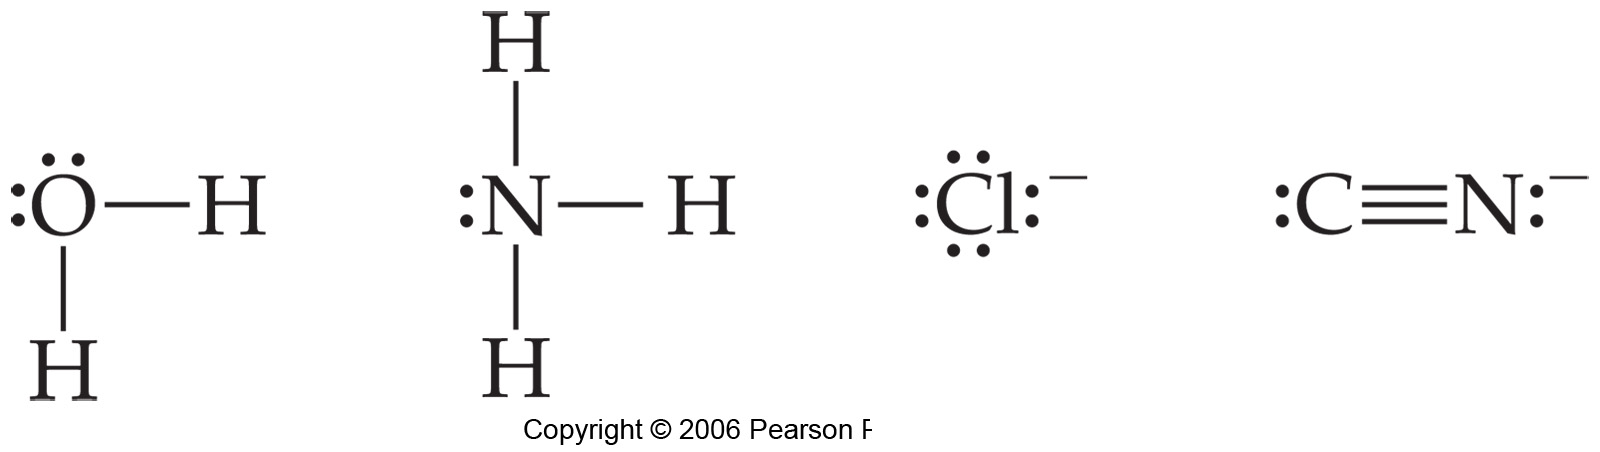 H
:O—H
H
H
:N—H
H
:Cl:⁻
:C≡N:⁻
Copyright © 2006 Pearson